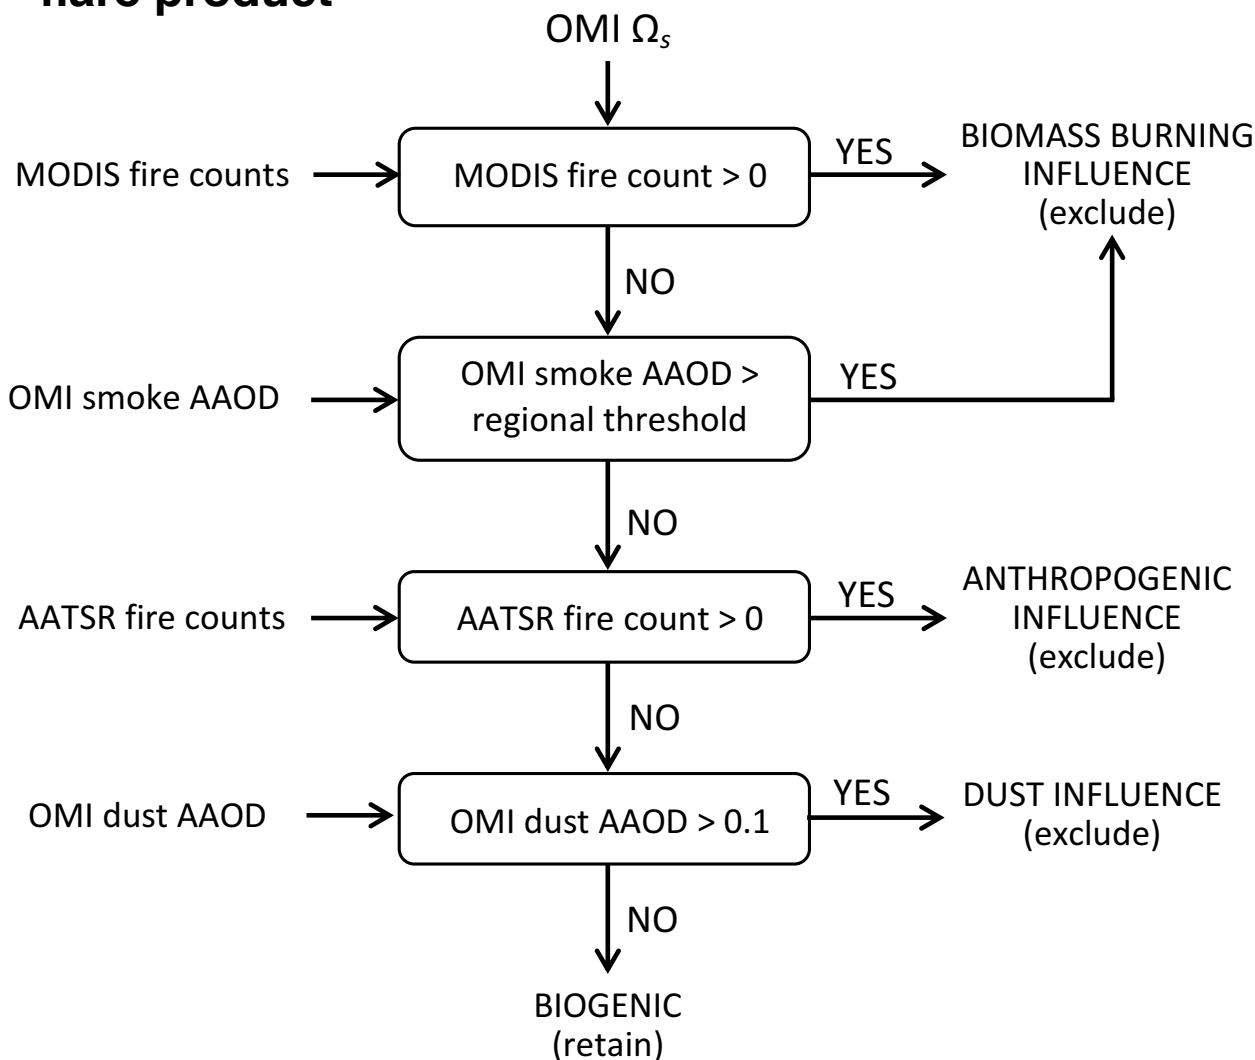 flare product
OMI Ωs
MODIS fire counts
MODIS fire count > 0
YES
BIOMASS BURNING
INFLUENCE
(exclude)
NO
OMI smoke AAOD
OMI smoke AAOD >
regional threshold
YES
NO
AATSR fire counts
AATSR fire count > 0
YES
ANTHROPOGENIC
INFLUENCE
(exclude)
NO
OMI dust AAOD
OMI dust AAOD > 0.1
YES
DUST INFLUENCE
(exclude)
NO
BIOGENIC
(retain)